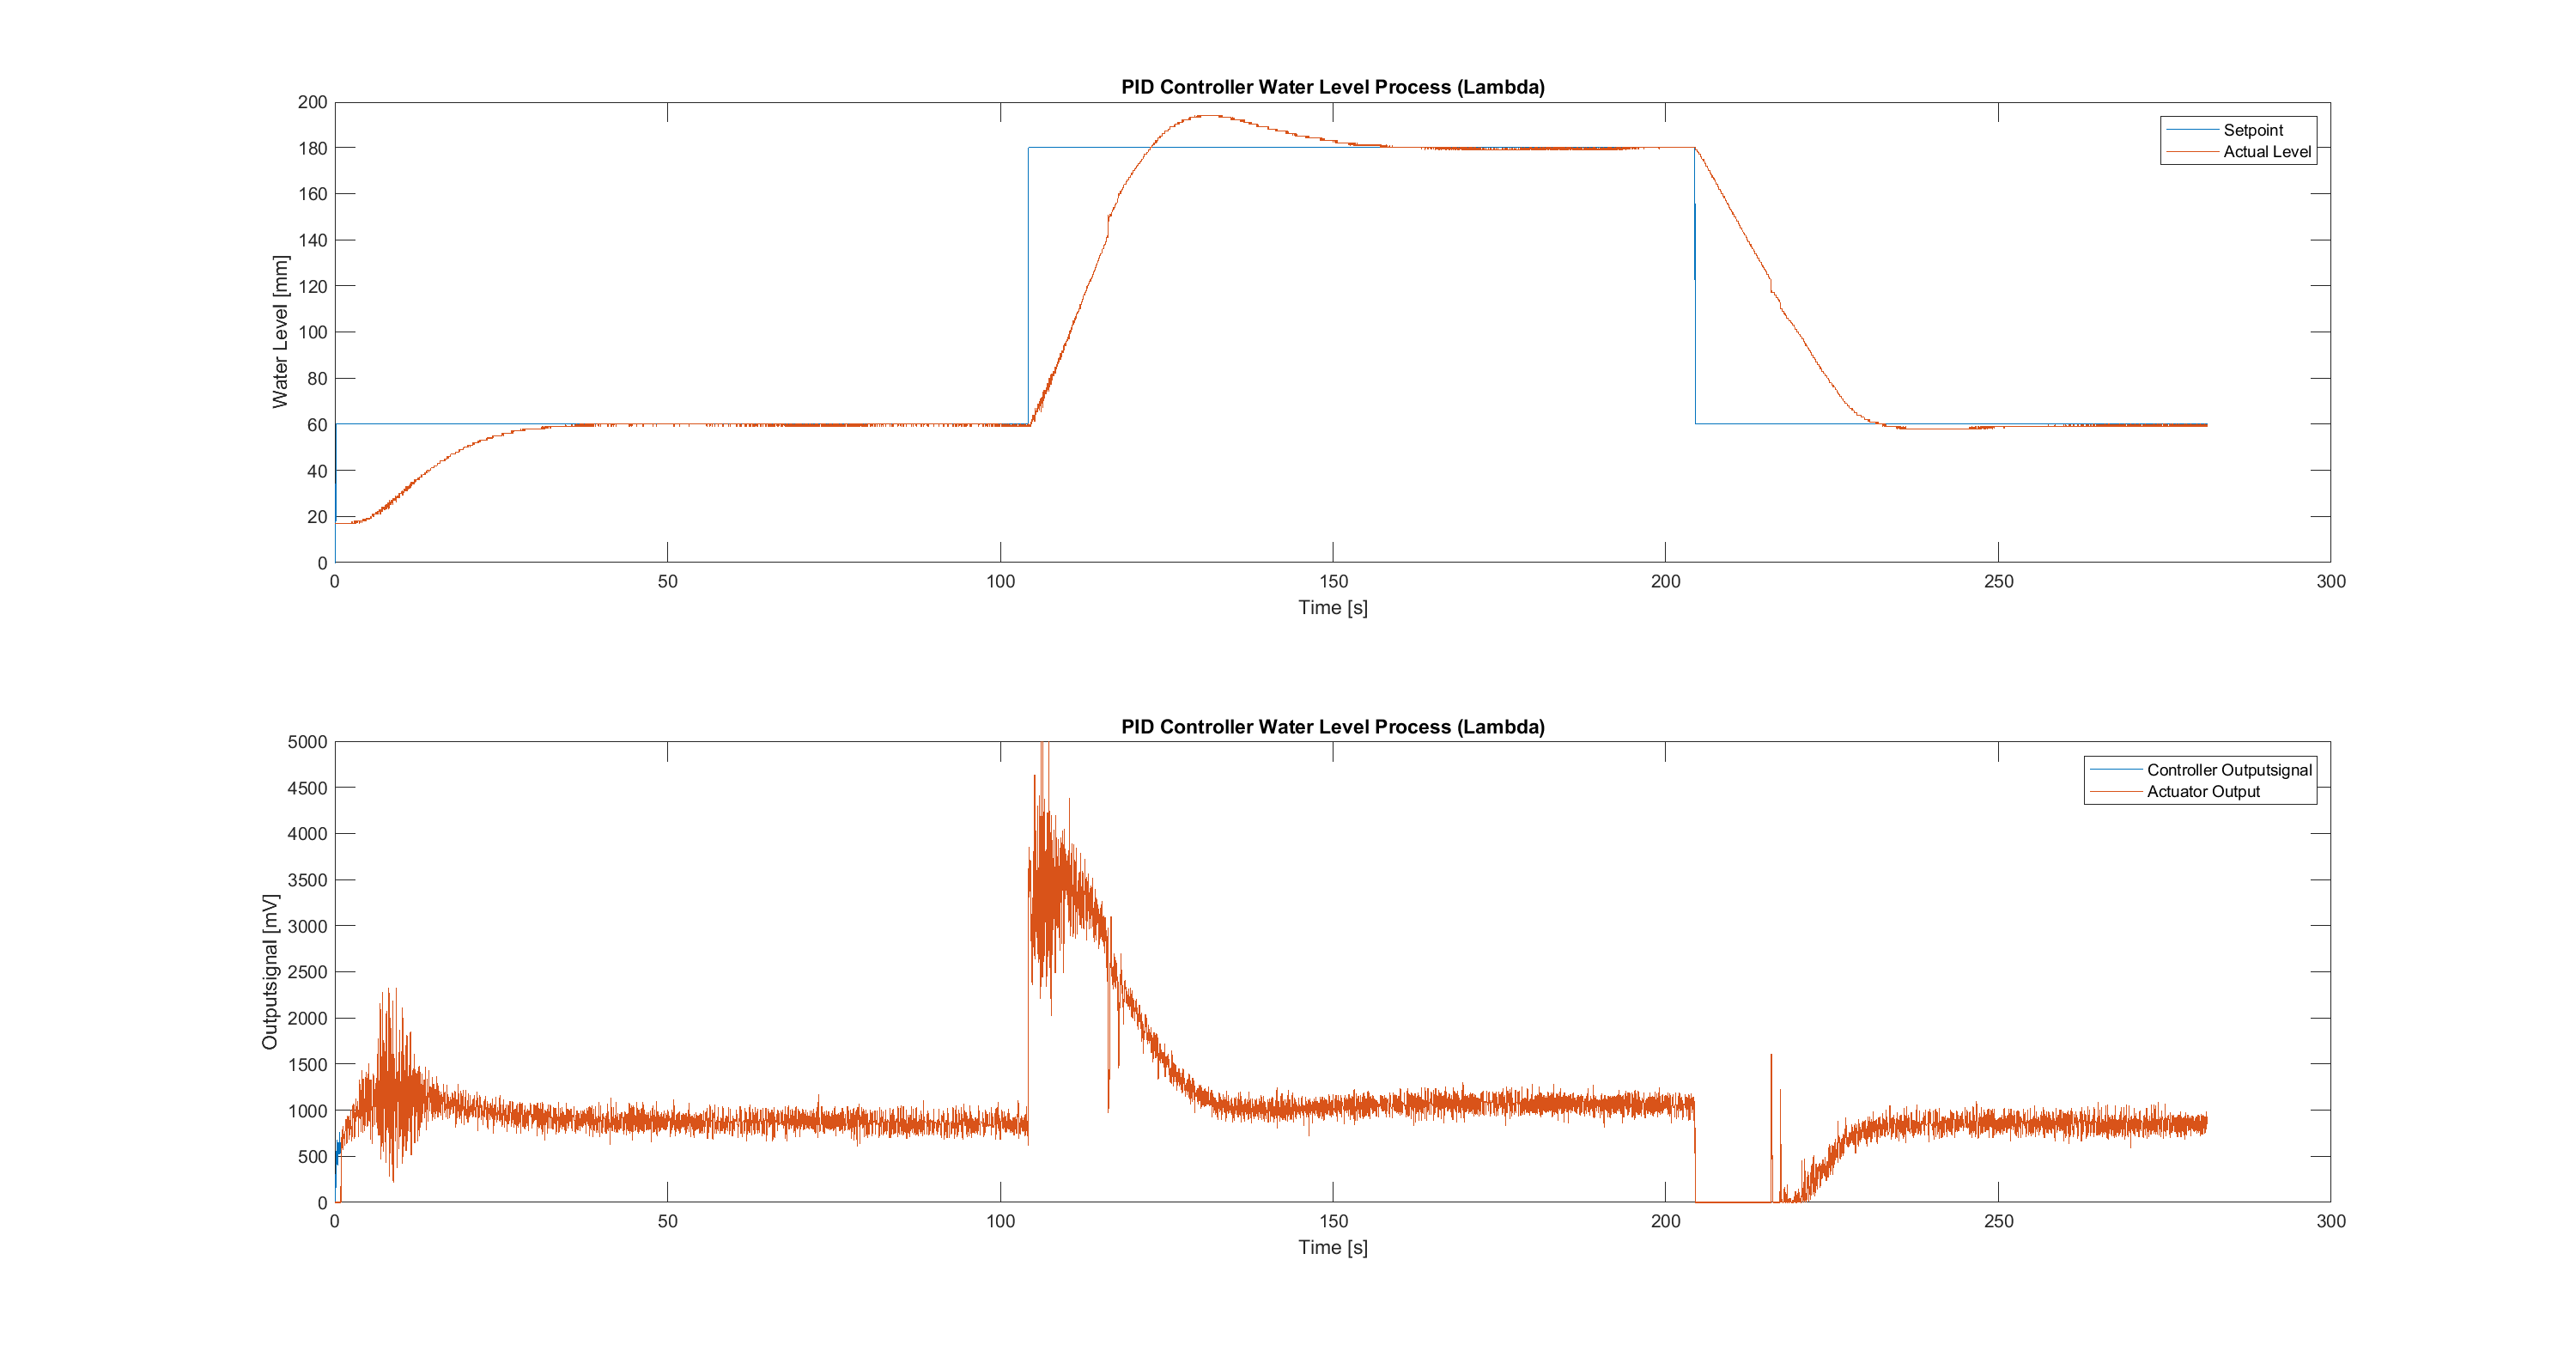 PID Controller Water Level Process (Lambda)
200
180
160
140
120
100
80
60
40
20
0
Water Level [mm]
Setpoint
Actual Level
0 50 100 150 200 250 300
Time [s]
PID Controller Water Level Process (Lambda)
5000
4500
4000
3500
3000
2500
2000
1500
1000
500
0
Outputsignal [mV]
Controller Outputsignal
Actuator Output
0 50 100 150 200 250 300
Time [s]